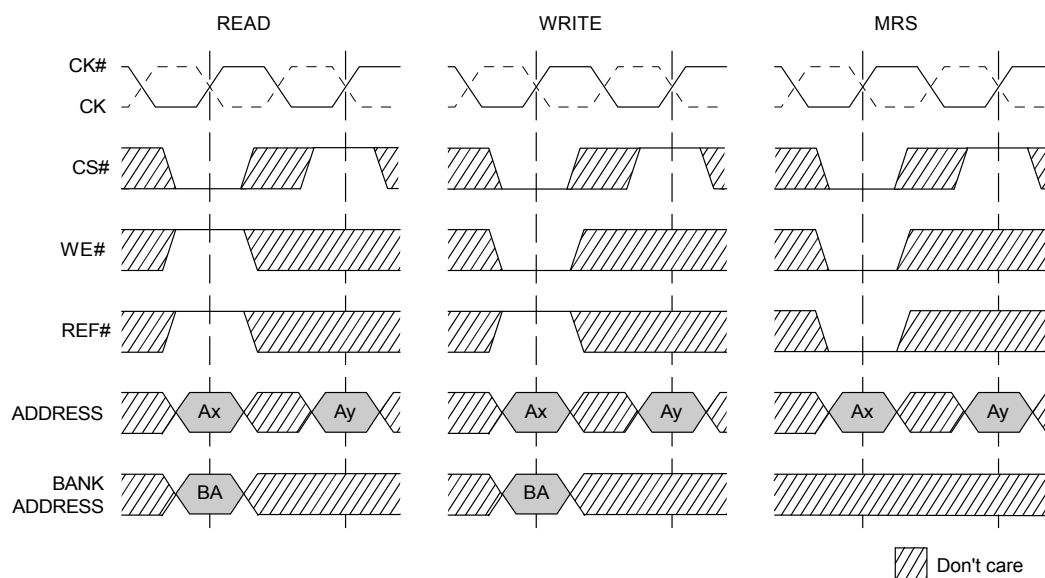 READ WRITE MRS
CK#
CK
CS#
WE#
REF#
ADDRESS Ax Ay Ax Ay Ax Ay
BANK
ADDRESS BA BA
Don't care